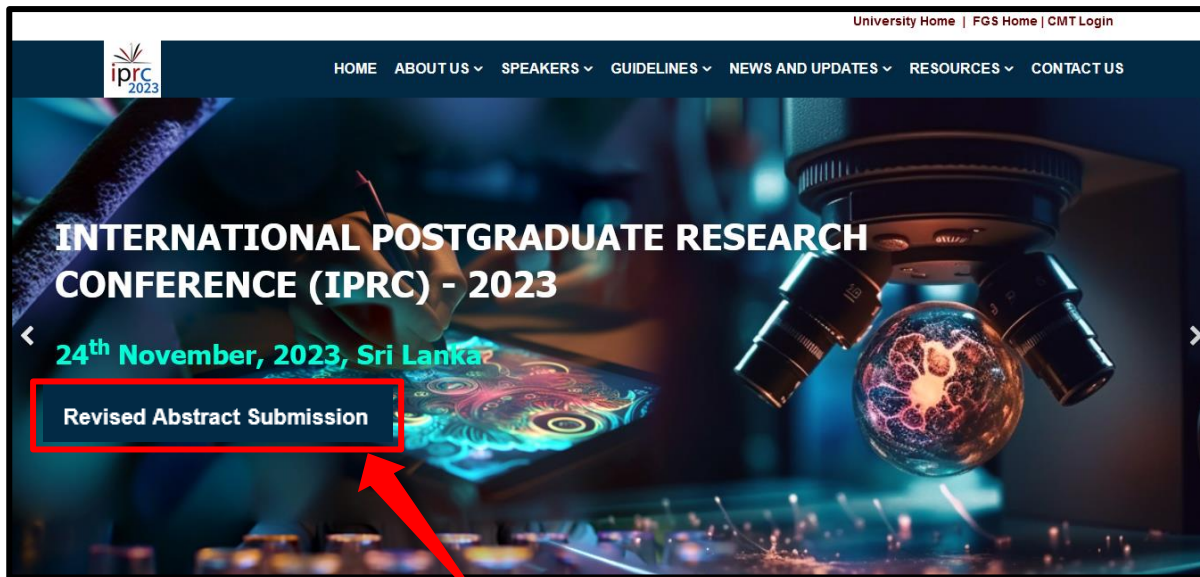 University Home | FGS Home | CMT Login
iprc
2023
HOME ABOUT US SPEAKERS GUIDELINES NEWS AND UPDATES RESOURCES CONTACT US
INTERNATIONAL POSTGRADUATE RESEARCH
CONFERENCE (IPRC) - 2023
24th November, 2023, Sri Lanka
Revised Abstract Submission